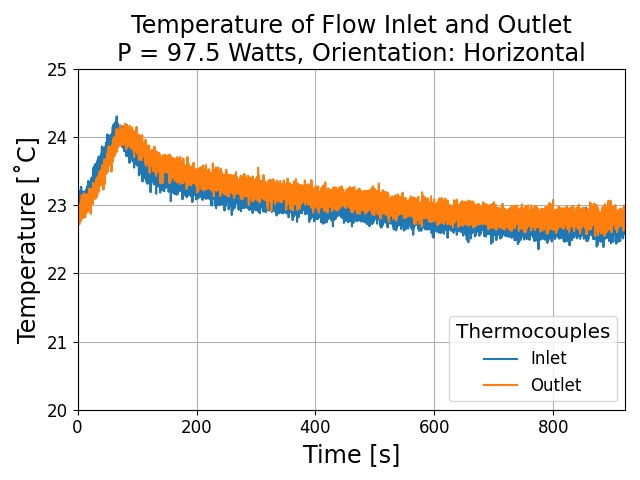 Temperature of Flow Inlet and Outlet
P = 97.5 Watts, Orientation: Horizontal
25
24
23
22
21
20
Temperature [˚C]
0 200 400 600 800
Time [s]
Thermocouples
Inlet
Outlet